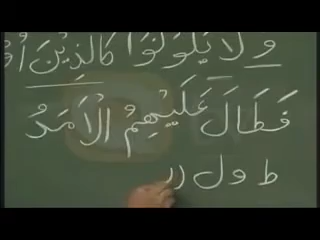 وَلَا يَكُونُوا كَالَّذِينَ
فَطَالَ عَلَيْهِمُ الْأَمَدُ
ط و ل